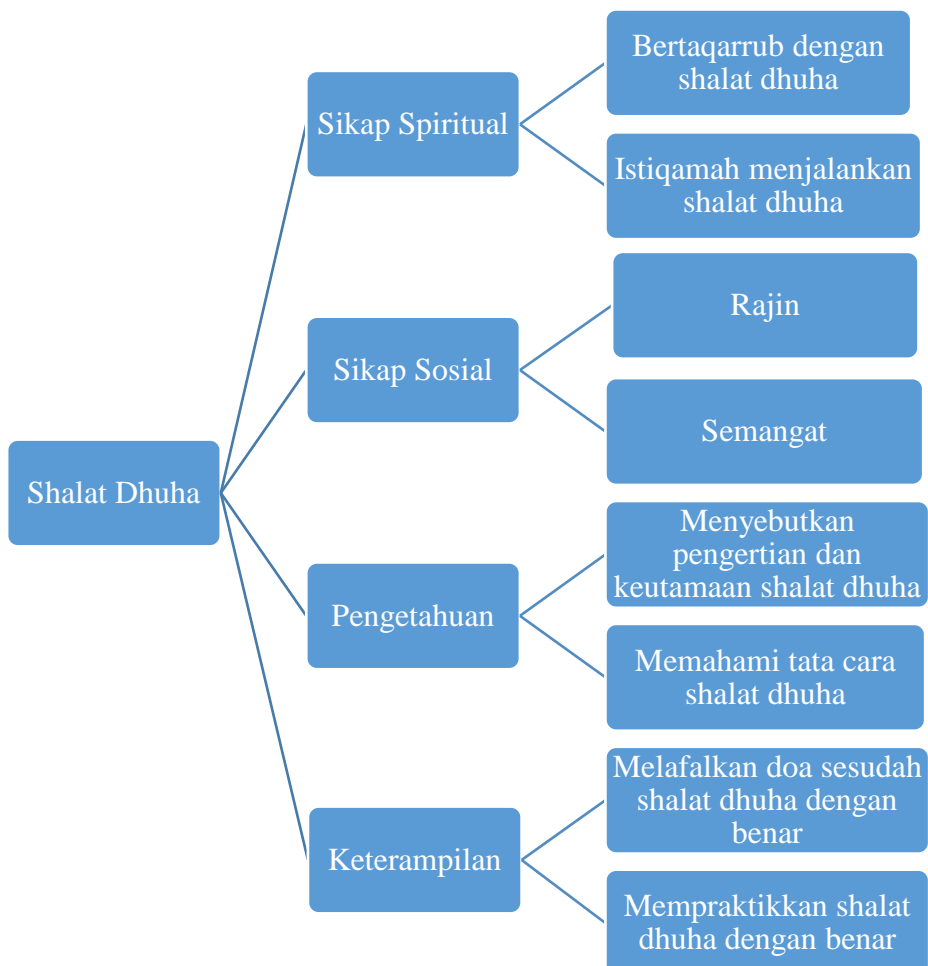 Shalat Dhuha
Sikap Spiritual
Bertaqarrub dengan
shalat dhuha
Istiqamah menjalankan
shalat dhuha
Sikap Sosial
Rajin
Semangat
Pengetahuan
Menyebutkan
pengertian dan
keutamaan shalat dhuha
Memahami tata cara
shalat dhuha
Keterampilan
Melafalkan doa sesudah
shalat dhuha dengan
benar
Mempraktikkan shalat
dhuha dengan benar